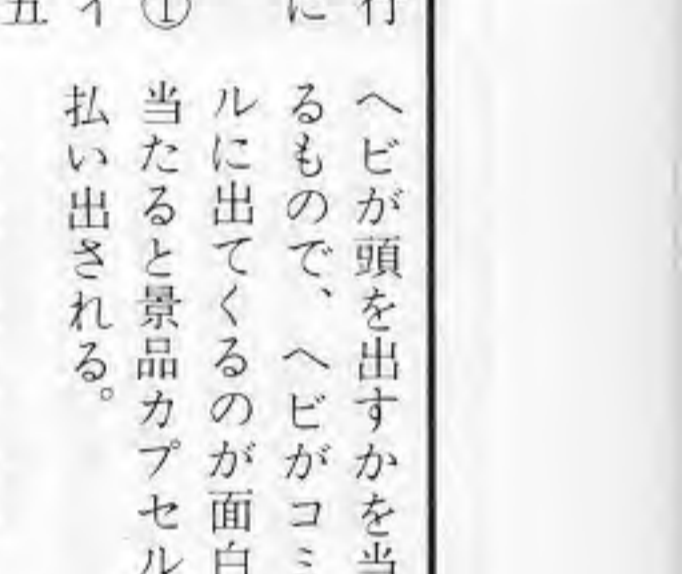 行
に
①
イ
五
ヘビが頭を出すかを当
るもので、ヘビがコミ
ルに出てくるのが面白
当たると景品カプセル
払い出される。